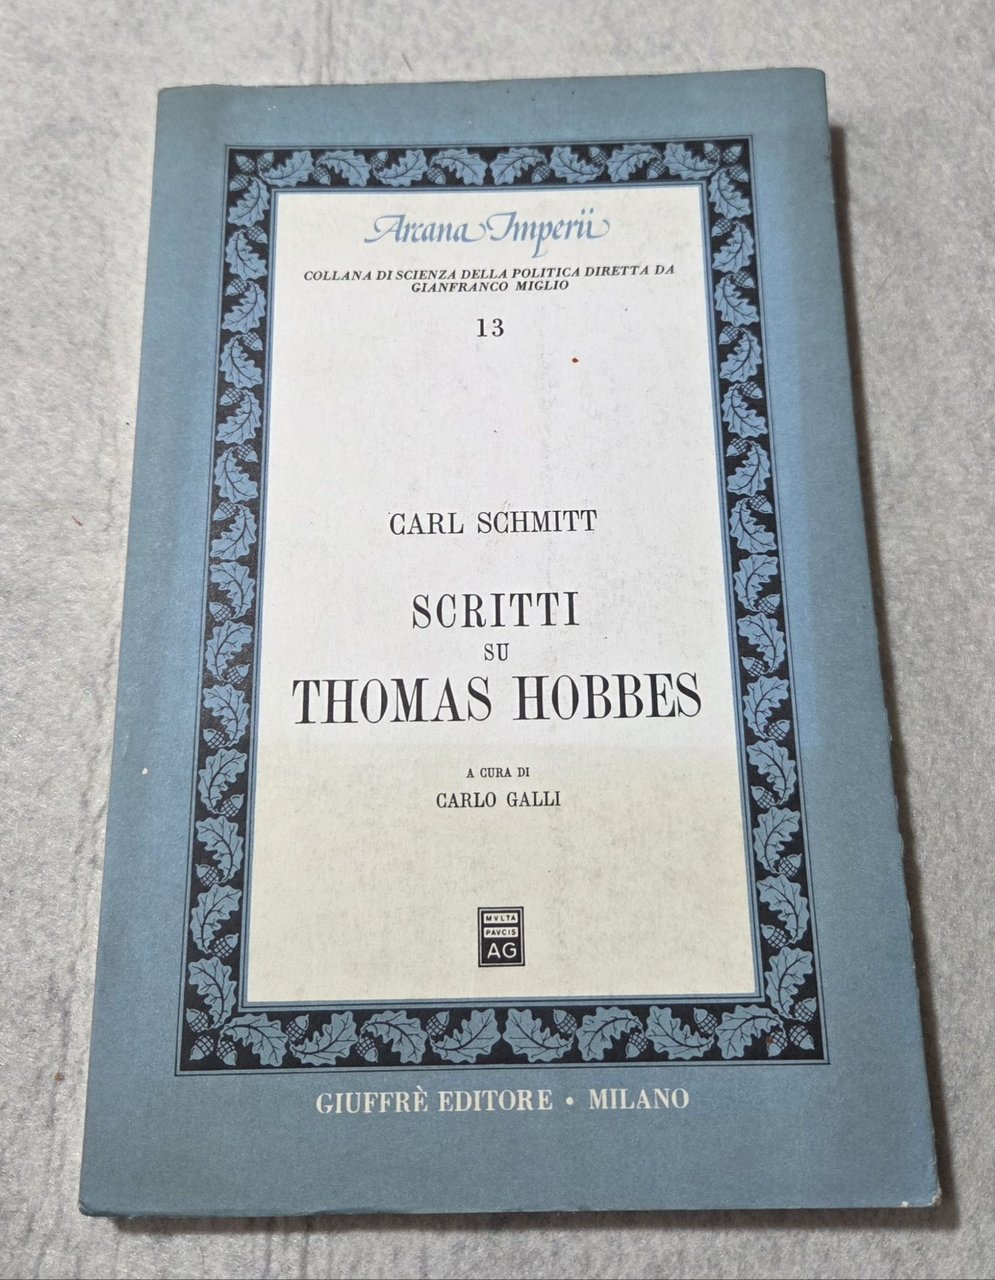 Arcana Imperii
COLLANA DI SCIENZA DELLA POLITICA DIRETTA DA
GIANFRANCO MIGLIO
13
CARL SCHMITT
SCRITTI
SU
THOMAS HOBBES
A CURA DI
CARLO GALLI
MVLTA
PAVCIS
AG
GIUFFRÈ EDITORE • MILANO